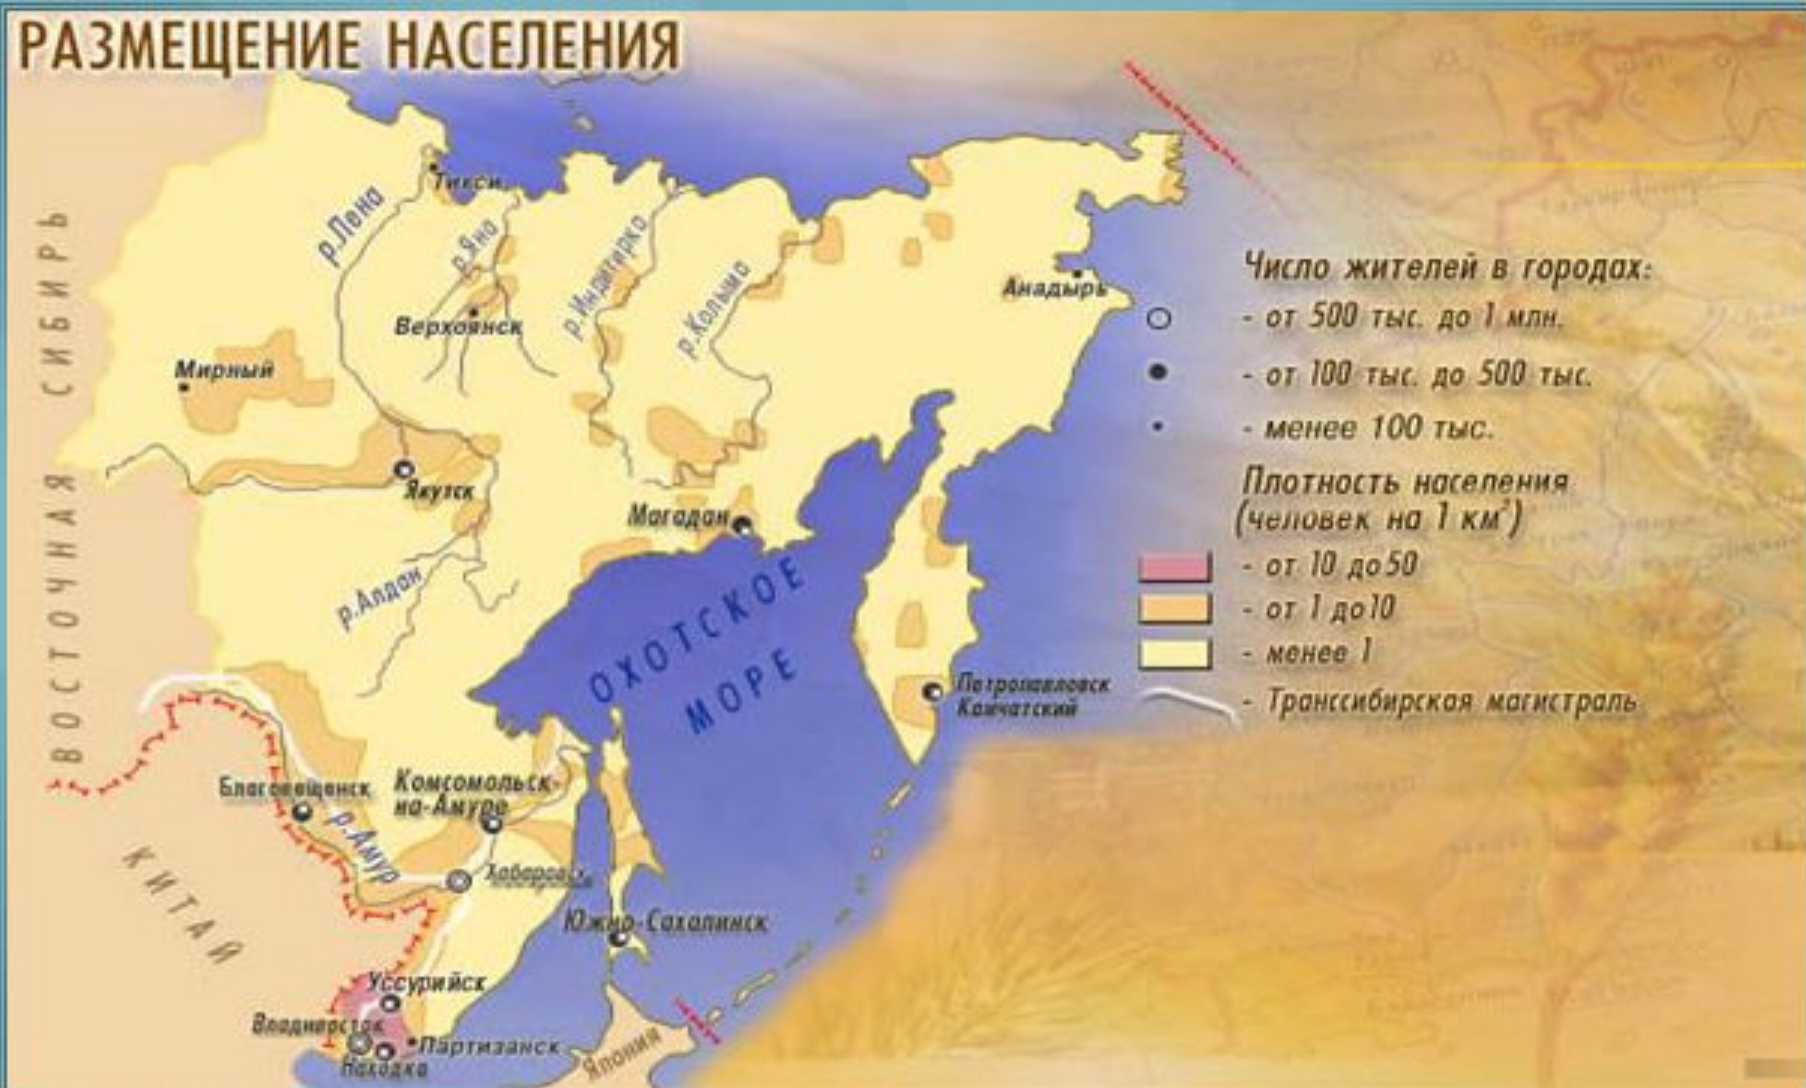 РАЗМЕЩЕНИЕ НАСЕЛЕНИЯ
ВОСТОЧНАЯ СИБИРЬ
р.Лена
Тикси
р.Яна
р.Индигирка
р.Колыма
Верхоянск
Мирный
Анадырь
Якутск
Магадан
р.Алдан
ОХОТСКОЕ
МОРЕ
Петропавловск
Камчатский
Благовещенск
Комсомольск-
на-Амуре
р.Амур
Хабаровск
КИТАЙ
Южно-Сахалинск
Уссурийск
Владивосток
Партизанск
Находка
Япония
Число жителей в городах:
- от 500 тыс. до 1 млн.
- от 100 тыс. до 500 тыс.
- менее 100 тыс.
Плотность населения
(человек на 1 км²)
- от 10 до 50
- от 1 до 10
- менее 1
- Транссибирская магистраль